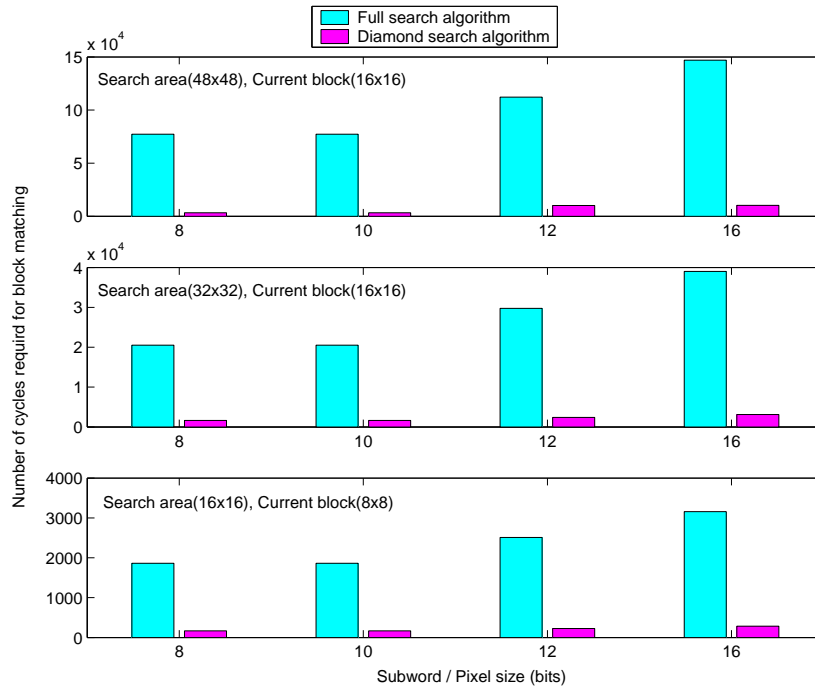 Full search algorithm
Diamond search algorithm
x 10^4
15
10
5
0
Search area(48x48), Current block(16x16)
8 10 12 16
x 10^4
4
3
2
1
0
Search area(32x32), Current block(16x16)
8 10 12 16
4000
3000
2000
1000
0
Search area(16x16), Current block(8x8)
8 10 12 16
Subword / Pixel size (bits)
Number of cycles requird for block matching